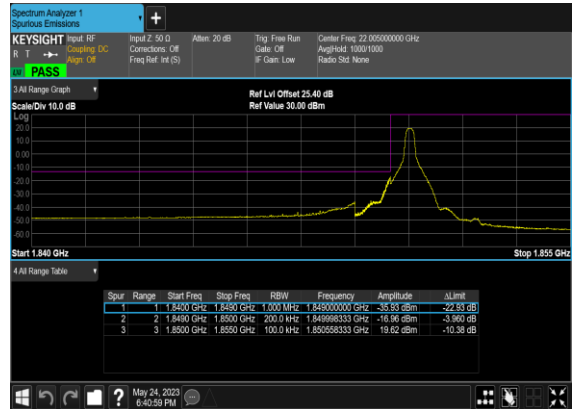 Spectrum Analyzer 1
Spurious Emissions
+
KEYSIGHT Input: RF Input Z: 50 Ω Atten: 20 dB Trig: Free Run Center Freq: 22.005000000 GHz
R T Coupling: DC Corrections: Off Gate: Off Avg|Hold: 1000/1000
Align: Off Freq Ref: Int (S) IF Gain: Low Radio Std: None
LW PASS
3 All Range Graph
Ref Lvl Offset 25.40 dB
Scale/Div 10.0 dB Ref Value 30.00 dBm
Log
20.0
10.0
0.00
-10.0
-20.0
-30.0
-40.0
-50.0
-60.0
Start 1.840 GHz Stop 1.855 GHz
4 All Range Table
Spur Range Start Freq Stop Freq RBW Frequency Amplitude ΔLimit
1 1 1.8400 GHz 1.8490 GHz 1.000 MHz 1.849000000 GHz -35.93 dBm -22.93 dB
2 2 1.8490 GHz 1.8500 GHz 200.0 kHz 1.849998333 GHz -16.96 dBm -3.960 dB
3 3 1.8500 GHz 1.8550 GHz 100.0 kHz 1.850558333 GHz 19.62 dBm -10.38 dB
? May 24, 2023
6:40:59 PM